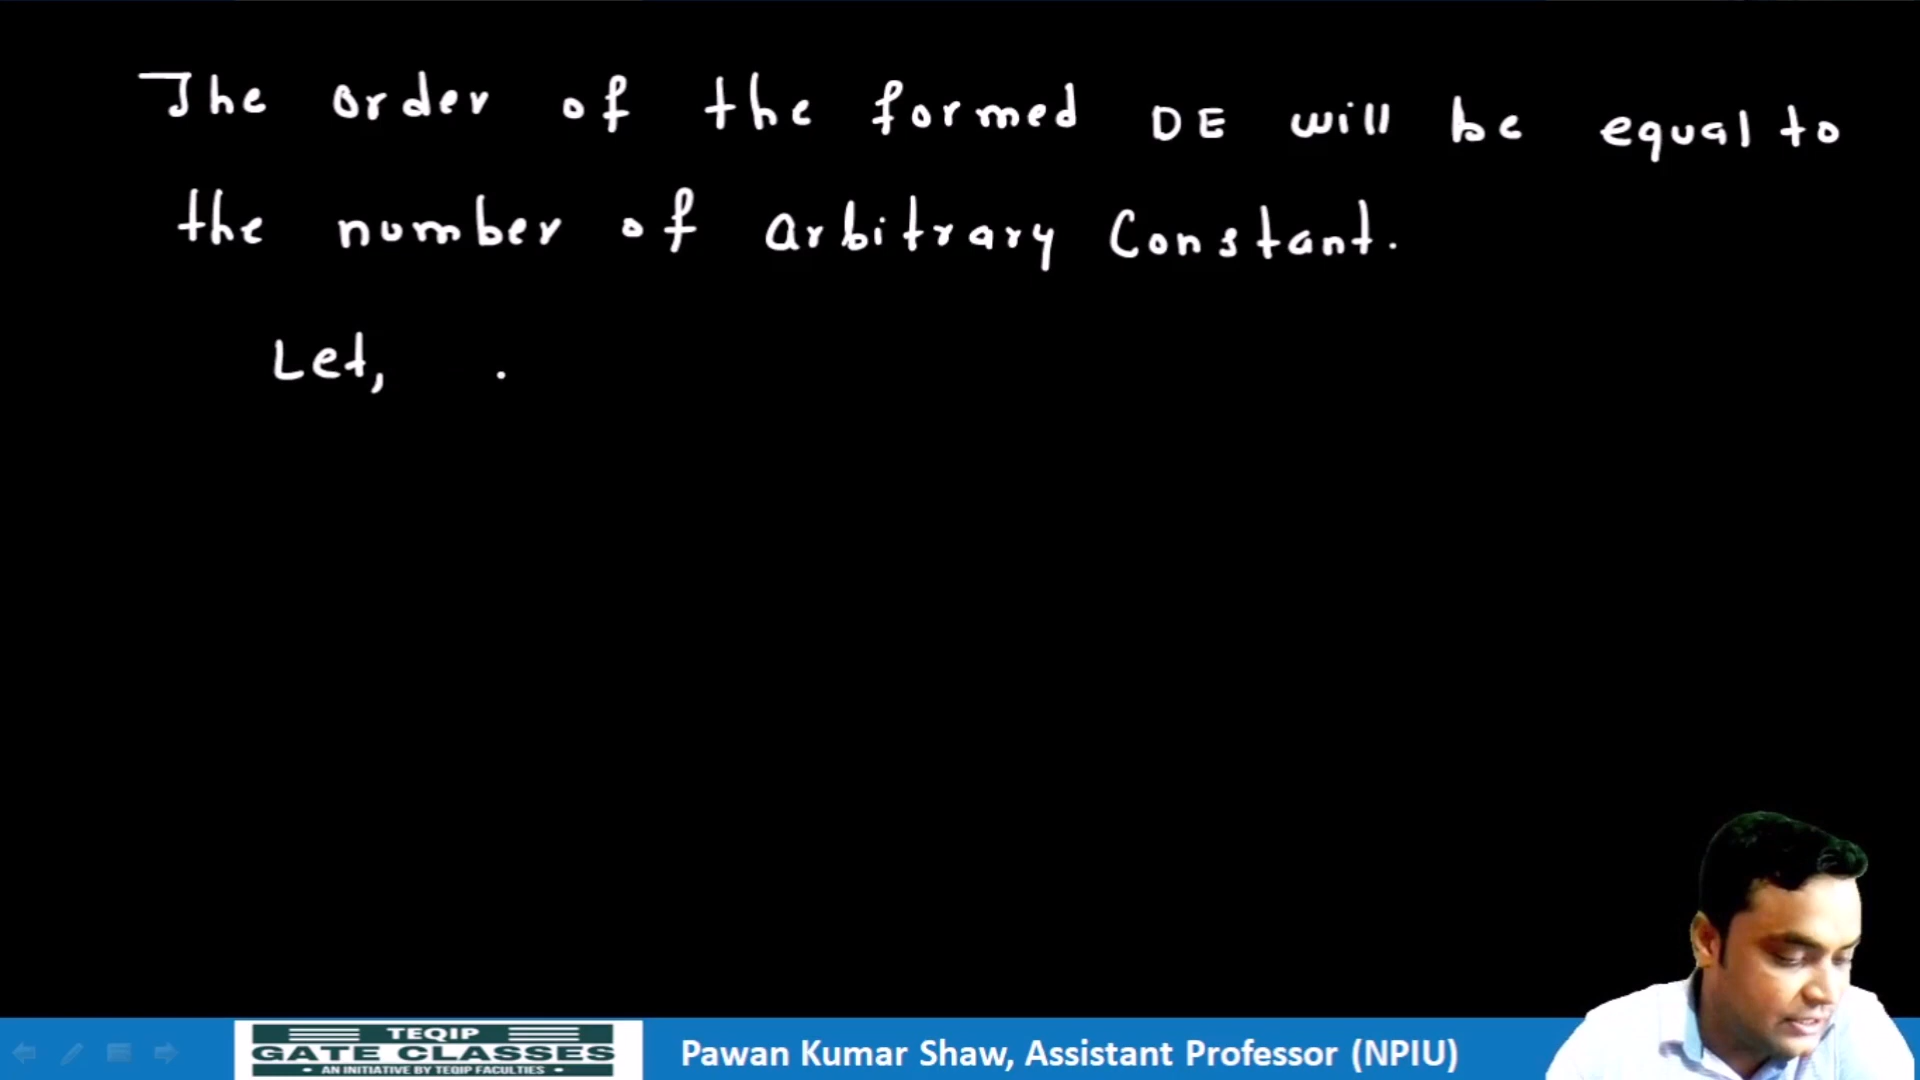 The order of the formed DE will be equal to
the number of arbitrary Constant.
Let, .
TEQIP
GATE CLASSES
• AN INITIATIVE BY TEQIP FACULTIES •
Pawan Kumar Shaw, Assistant Professor (NPIU)